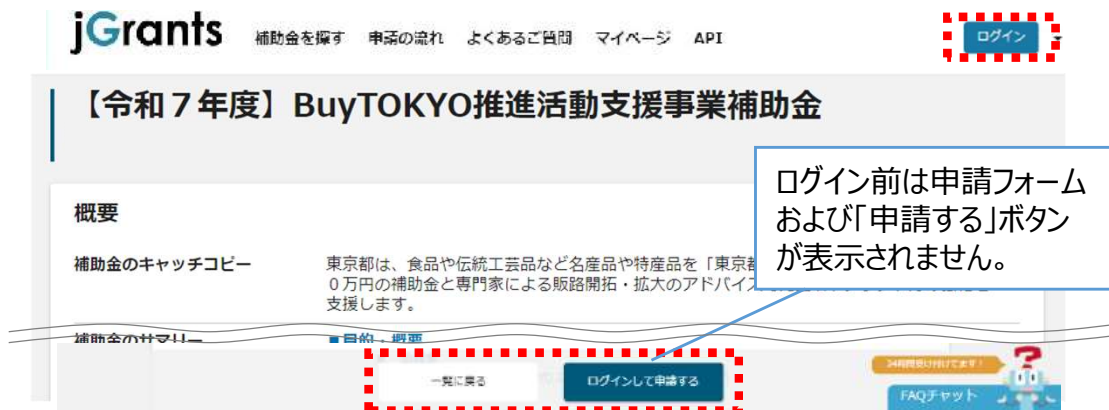 jGrants 補助金を探す 申請の流れ よくあるご質問 マイページ API ログイン
【令和７年度】BuyTOKYO推進活動支援事業補助金
ログイン前は申請フォーム
および「申請する」ボタン
が表示されません。
概要
補助金のキャッチコピー
東京都は、食品や伝統工芸品など名産品や特産品を「東京都
０万円の補助金と専門家による販路開拓・拡大のアドバイス
支援します。
補助金のサマリー ■目的・概要
一覧に戻る ログインして申請する
24時間受け付けてます！
FAQチャット